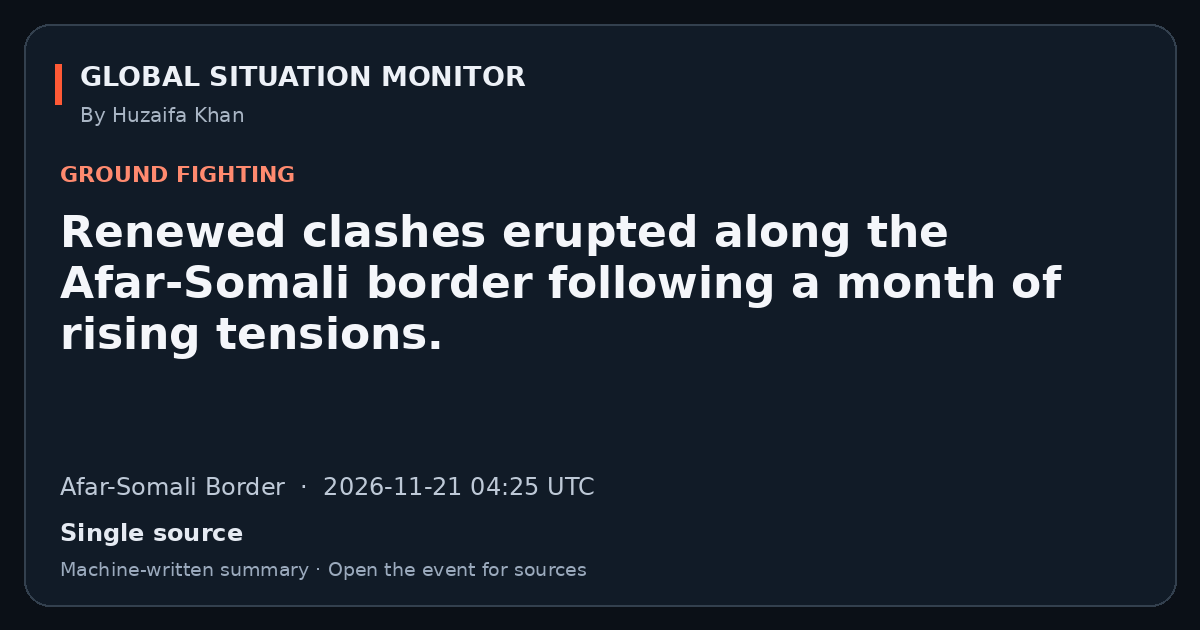 GLOBAL SITUATION MONITOR
By Huzaifa Khan
GROUND FIGHTING
Renewed clashes erupted along the
Afar-Somali border following a month of
rising tensions.
Afar-Somali Border · 2026-11-21 04:25 UTC
Single source
Machine-written summary · Open the event for sources